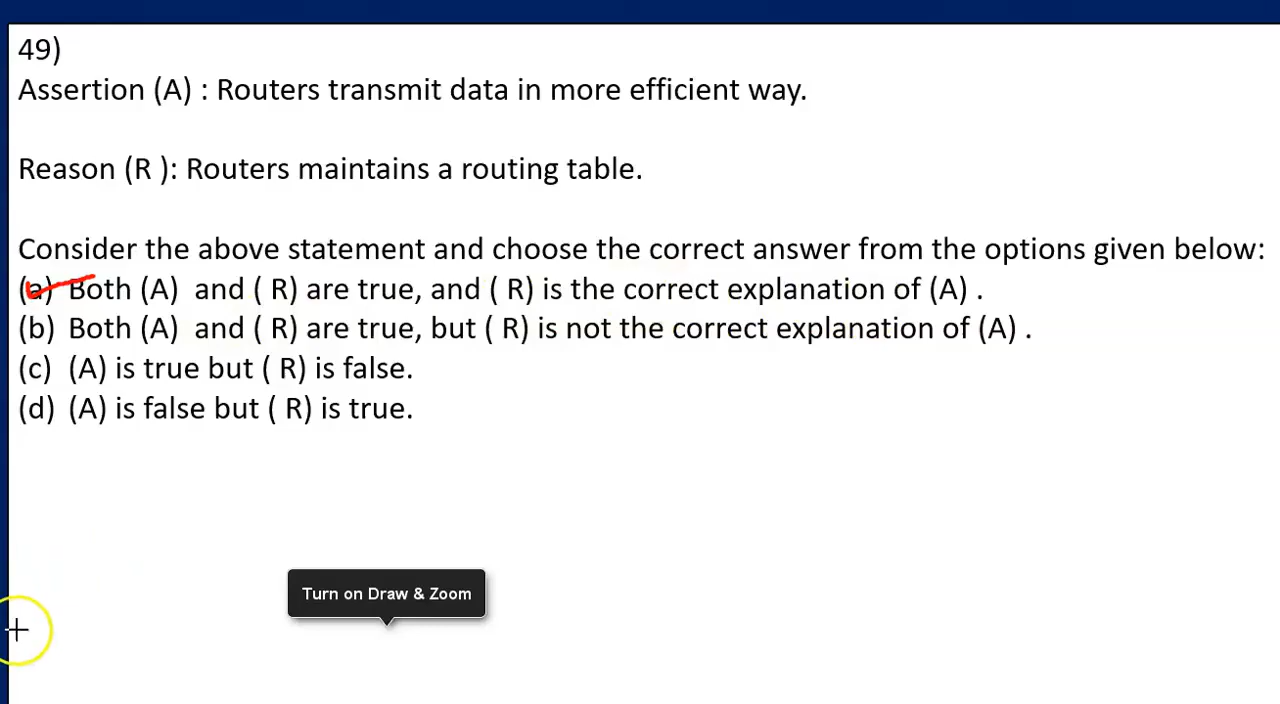 49)
Assertion (A) : Routers transmit data in more efficient way.
Reason (R ): Routers maintains a routing table.
Consider the above statement and choose the correct answer from the options given below:
(a) Both (A) and ( R) are true, and ( R) is the correct explanation of (A) .
(b) Both (A) and ( R) are true, but ( R) is not the correct explanation of (A) .
(c) (A) is true but ( R) is false.
(d) (A) is false but ( R) is true.
Turn on Draw & Zoom